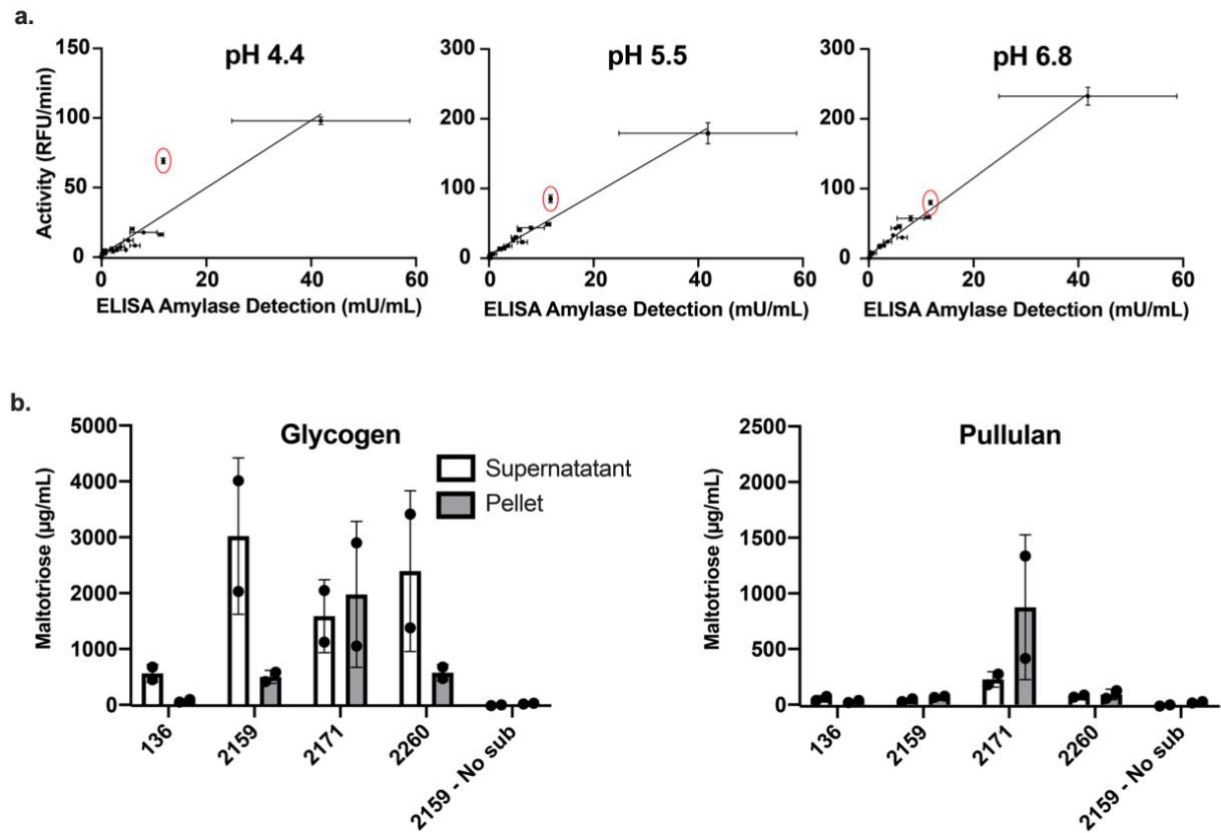 a.
pH 4.4
pH 5.5
pH 6.8
Activity (RFU/min)
150
100
50
0
0 20 40 60
ELISA Amylase Detection (mU/mL)
300
200
100
0
0 20 40 60
ELISA Amylase Detection (mU/mL)
300
200
100
0
0 20 40 60
ELISA Amylase Detection (mU/mL)
b.
Glycogen
Maltotriose (µg/mL)
5000
4000
3000
2000
1000
0
Supernatatant
Pellet
136
2159
2171
2260
2159 - No sub
Pullulan
Maltotriose (µg/mL)
2500
2000
1500
1000
500
0
136
2159
2171
2260
2159 - No sub